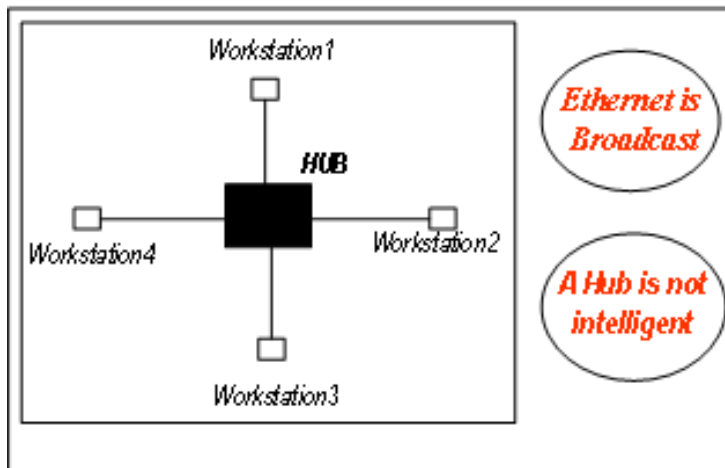 Workstation1
HUB
Workstation4
Workstation2
Workstation3
Ethernet is
Broadcast
A Hub is not
intelligent